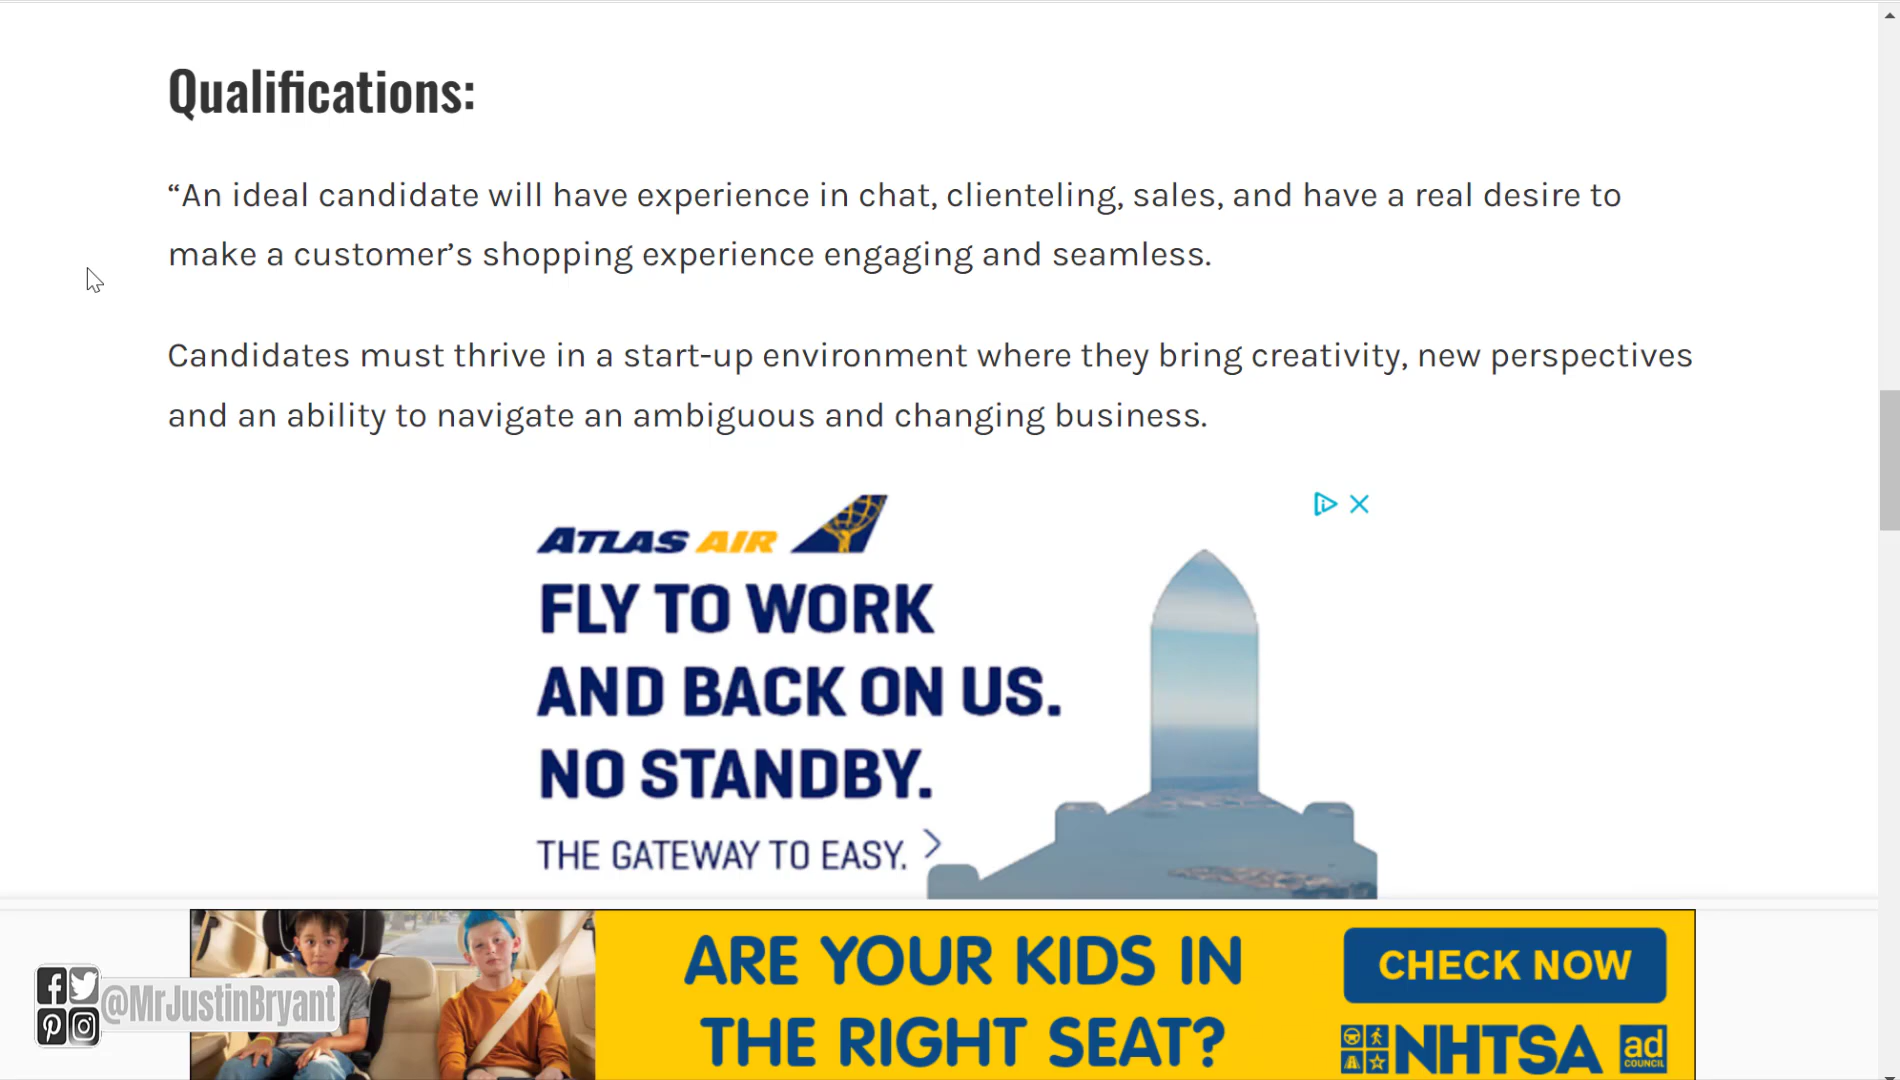 Qualifications:
“An ideal candidate will have experience in chat, clienteling, sales, and have a real desire to
make a customer’s shopping experience engaging and seamless.
Candidates must thrive in a start-up environment where they bring creativity, new perspectives
and an ability to navigate an ambiguous and changing business.
ATLAS AIR
FLY TO WORK
AND BACK ON US.
NO STANDBY.
THE GATEWAY TO EASY.
ARE YOUR KIDS IN
THE RIGHT SEAT?
CHECK NOW
NHTSA
ad
COUNCIL
@MrJustinBryant